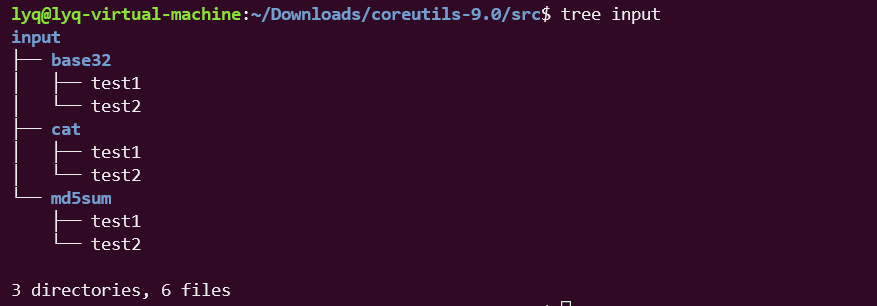 lyq@lyq-virtual-machine:~/Downloads/coreutils-9.0/src$ tree input
input
├── base32
│   ├── test1
│   └── test2
├── cat
│   ├── test1
│   └── test2
└── md5sum
    ├── test1
    └── test2

3 directories, 6 files